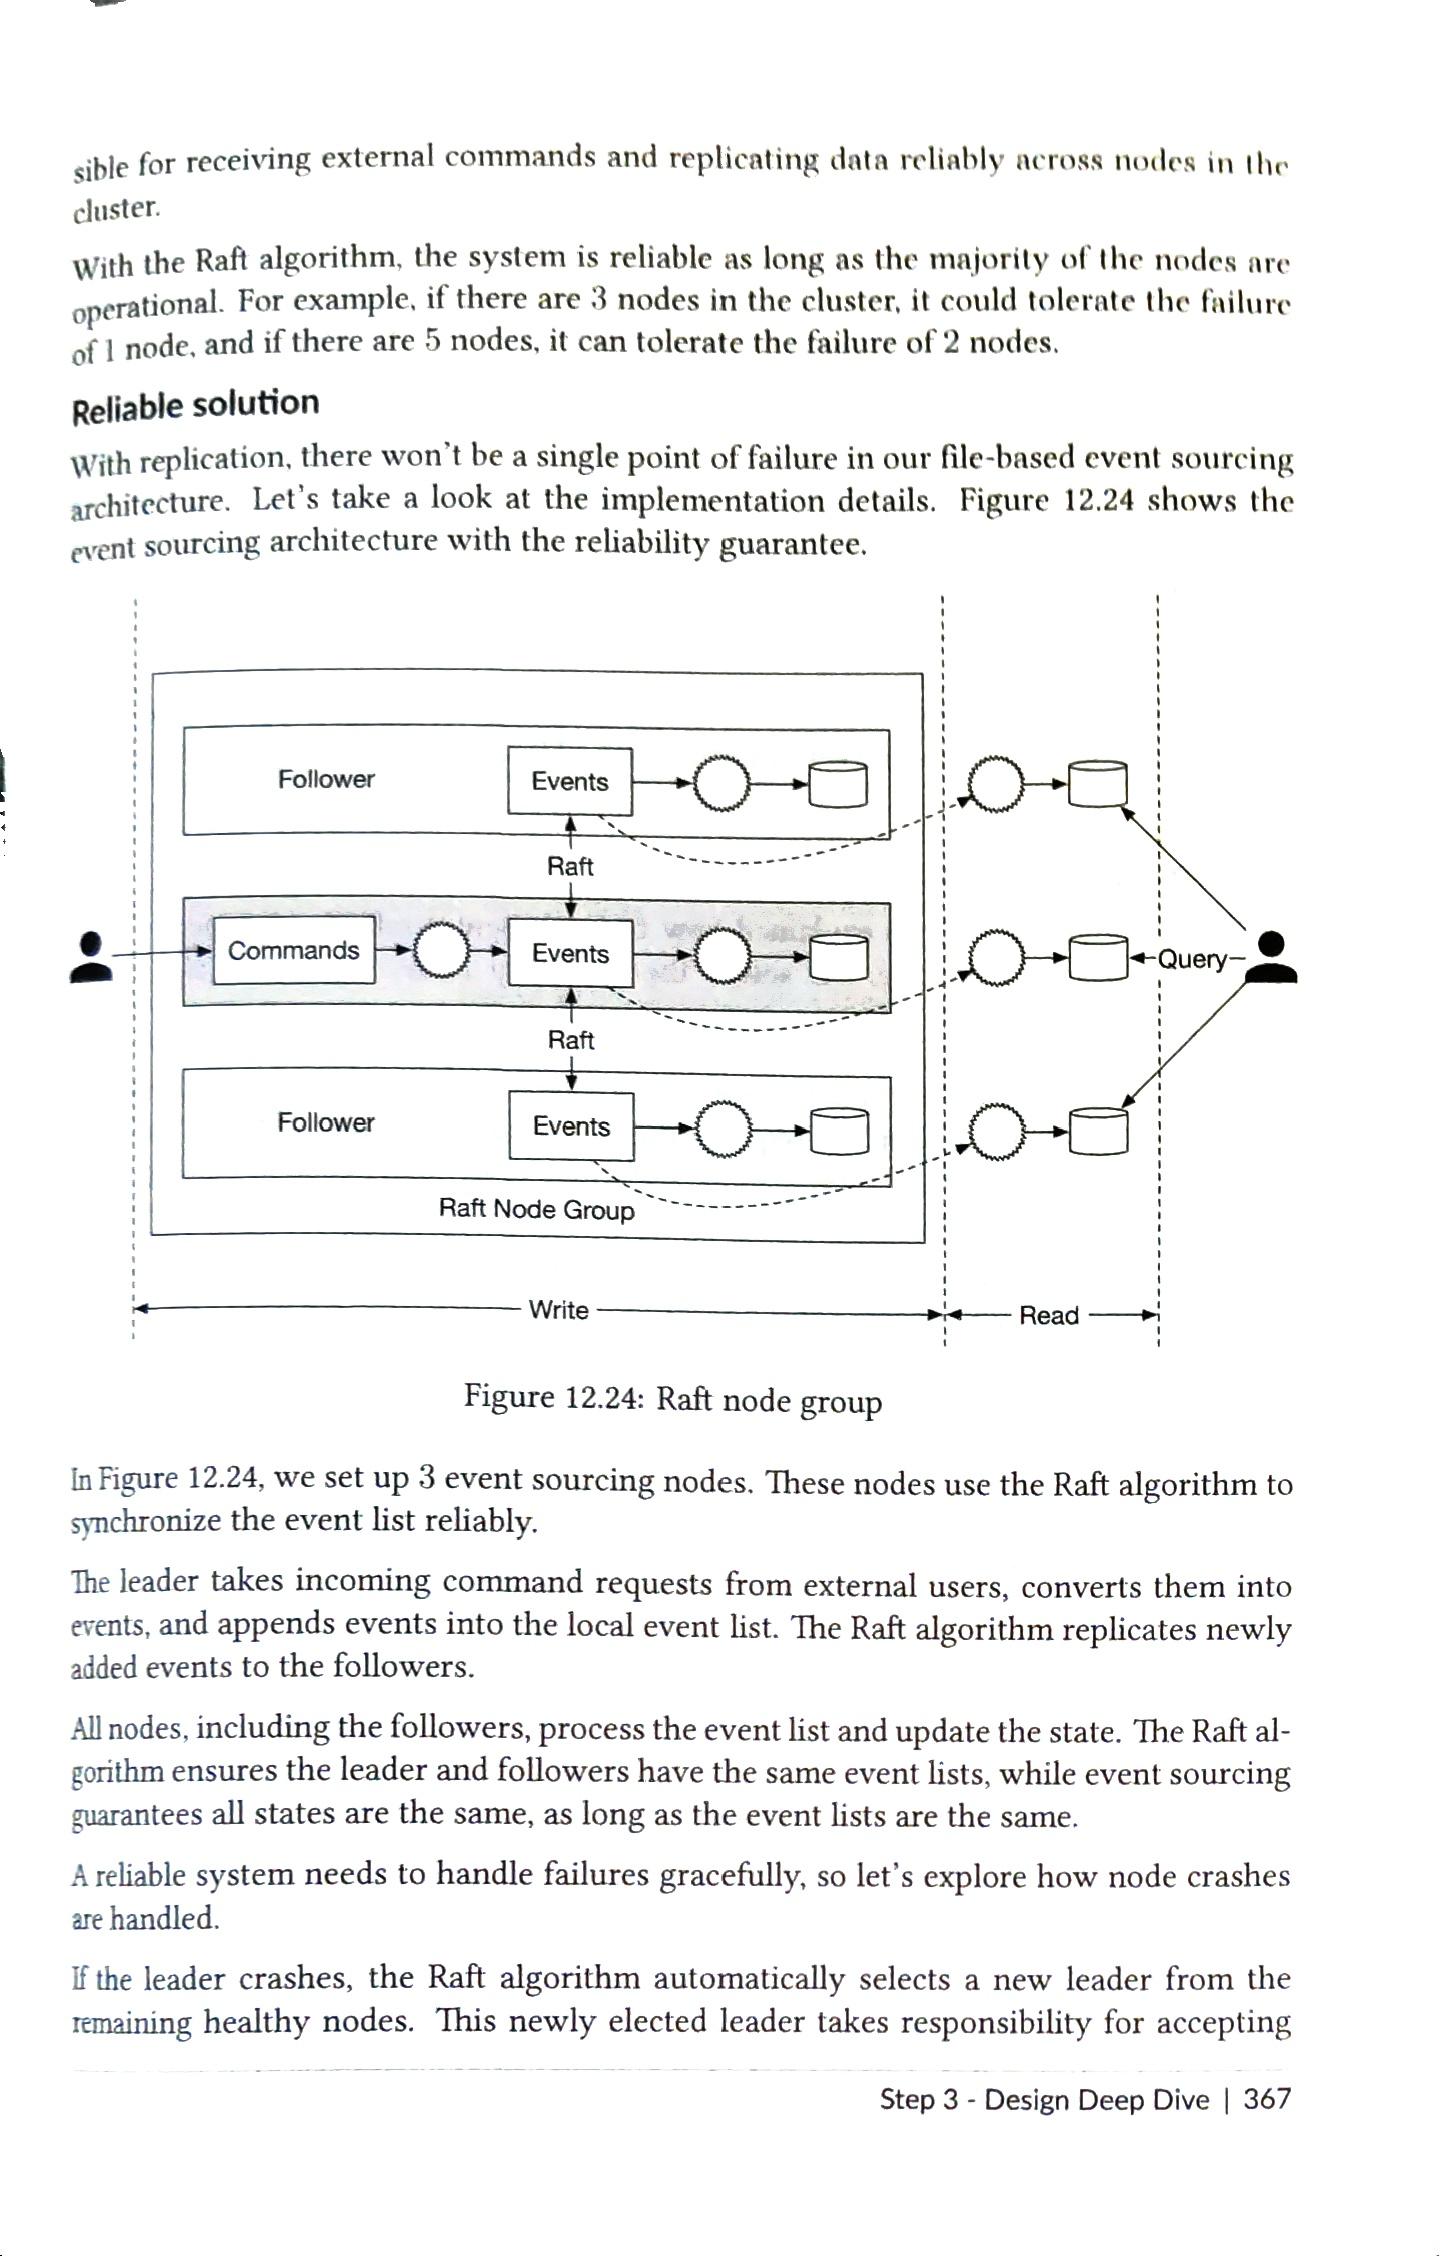 sible for receiving external commands and replicating data reliably across nodes in the
cluster.
With the Raft algorithm, the system is reliable as long as the majority of the nodes are
operational. For example, if there are 3 nodes in the cluster, it could tolerate the failure
of 1 node, and if there are 5 nodes, it can tolerate the failure of 2 nodes.
Reliable solution
With replication, there won't be a single point of failure in our file-based event sourcing
architecture. Let's take a look at the implementation details. Figure 12.24 shows the
event sourcing architecture with the reliability guarantee.
Follower
Events
Raft
Commands
Events
Query
Raft
Follower
Events
Raft Node Group
Write
Read
Figure 12.24: Raft node group
In Figure 12.24, we set up 3 event sourcing nodes. These nodes use the Raft algorithm to
synchronize the event list reliably.
The leader takes incoming command requests from external users, converts them into
events, and appends events into the local event list. The Raft algorithm replicates newly
added events to the followers.
All nodes, including the followers, process the event list and update the state. The Raft al-
gorithm ensures the leader and followers have the same event lists, while event sourcing
guarantees all states are the same, as long as the event lists are the same.
A reliable system needs to handle failures gracefully, so let's explore how node crashes
are handled.
If the leader crashes, the Raft algorithm automatically selects a new leader from the
remaining healthy nodes. This newly elected leader takes responsibility for accepting
Step 3 - Design Deep Dive | 367